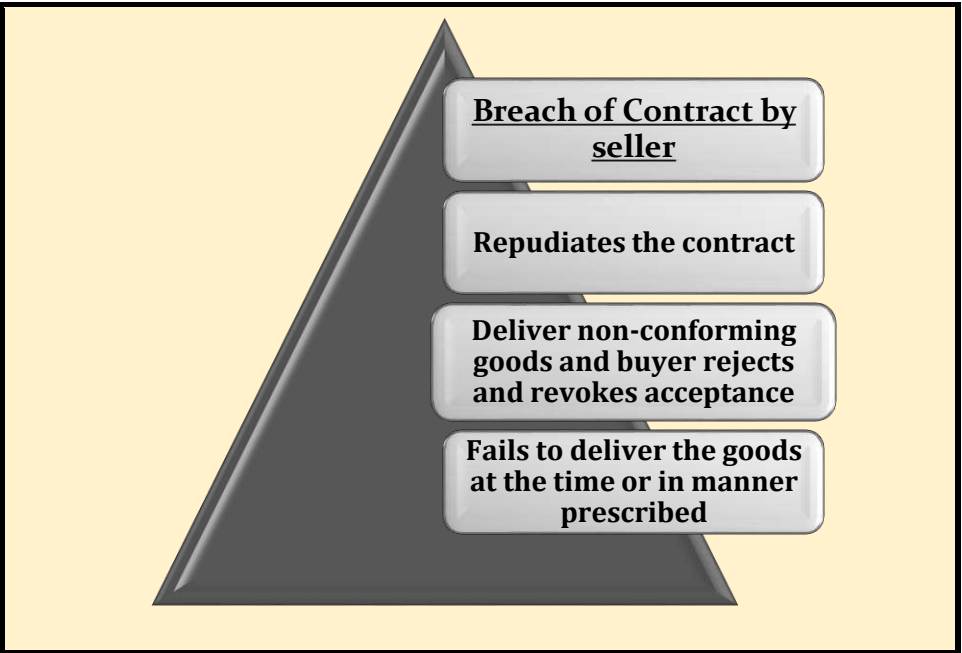 Breach of Contract by
seller
Repudiates the contract
Deliver non-conforming
goods and buyer rejects
and revokes acceptance
Fails to deliver the goods
at the time or in manner
prescribed